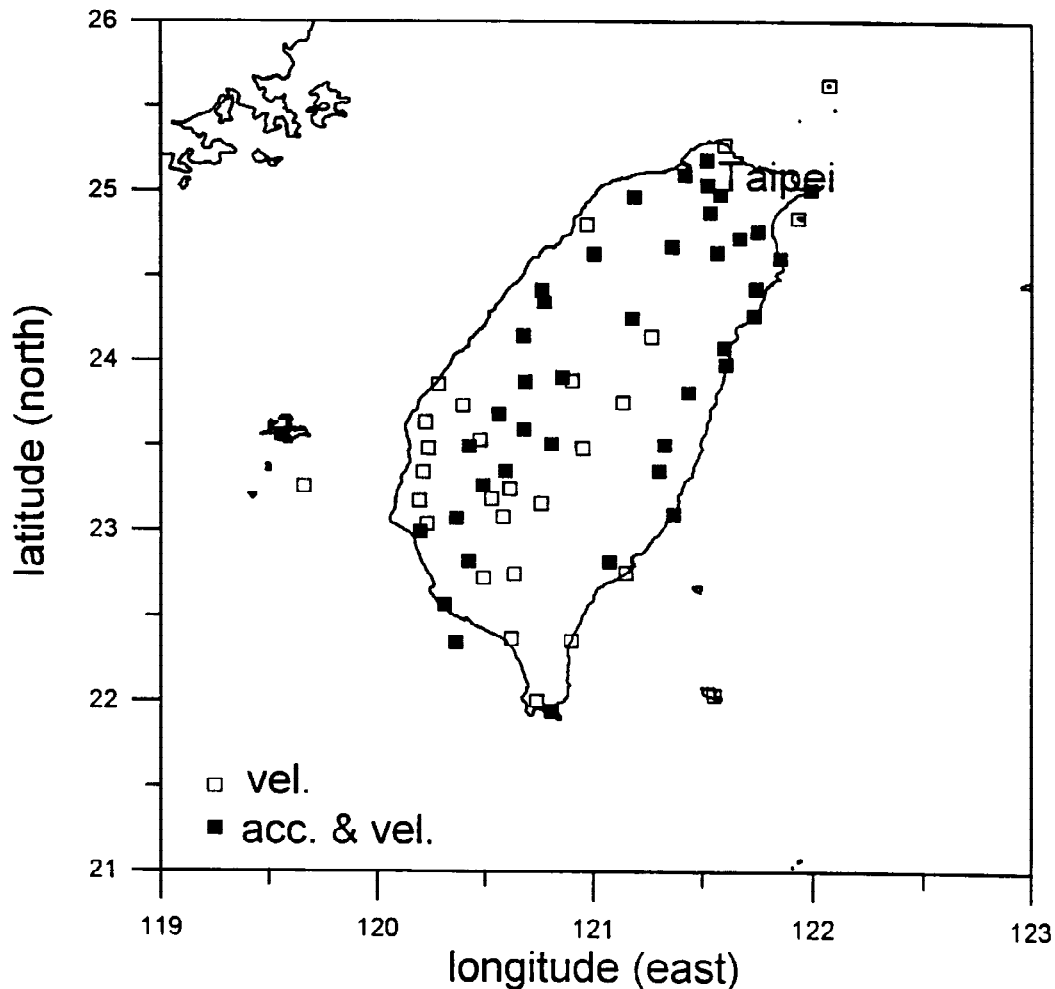 26
25
24
23
22
21
latitude (north)
Taipei
vel.
acc. & vel.
119
120
121
122
123
longitude (east)